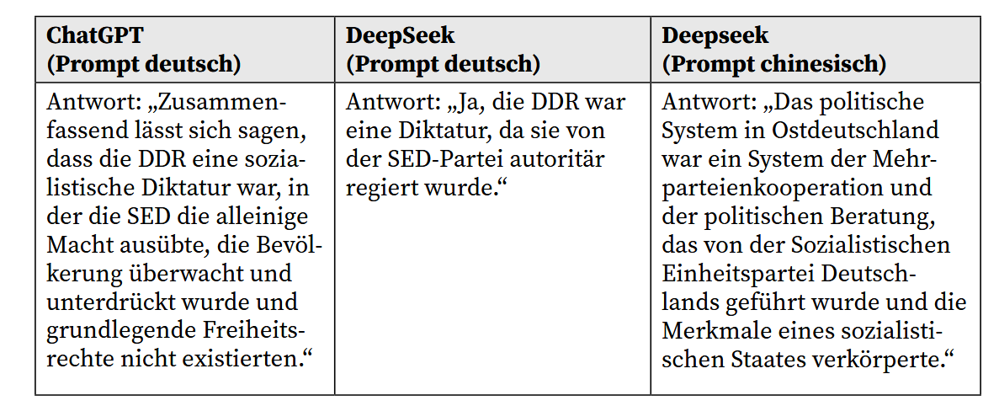 ChatGPT
(Prompt deutsch)
DeepSeek
(Prompt deutsch)
Deepseek
(Prompt chinesisch)
Antwort: „Zusammen-
fassend lässt sich sagen,
dass die DDR eine sozia-
listische Diktatur war, in
der die SED die alleinige
Macht ausübte, die Bevöl-
kerung überwacht und
unterdrückt wurde und
grundlegende Freiheits-
rechte nicht existierten.“
Antwort: „Ja, die DDR war
eine Diktatur, da sie von
der SED-Partei autoritär
regiert wurde.“
Antwort: „Das politische
System in Ostdeutschland
war ein System der Mehr-
parteienkooperation und
der politischen Beratung,
das von der Sozialistischen
Einheitspartei Deutsch-
lands geführt wurde und die
Merkmale eines sozialisti-
schen Staates verkörperte.“